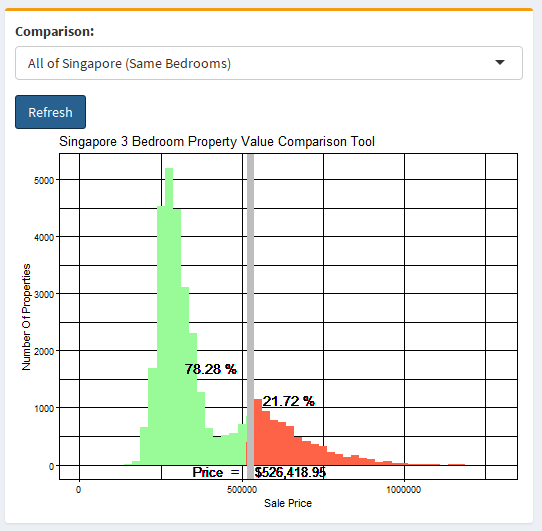 Comparison:
All of Singapore (Same Bedrooms)
Refresh
Singapore 3 Bedroom Property Value Comparison Tool
Number Of Properties
5000
4000
3000
2000
1000
0
78.28 %
21.72 %
Price = $526,418.95
0 500000 1000000
Sale Price